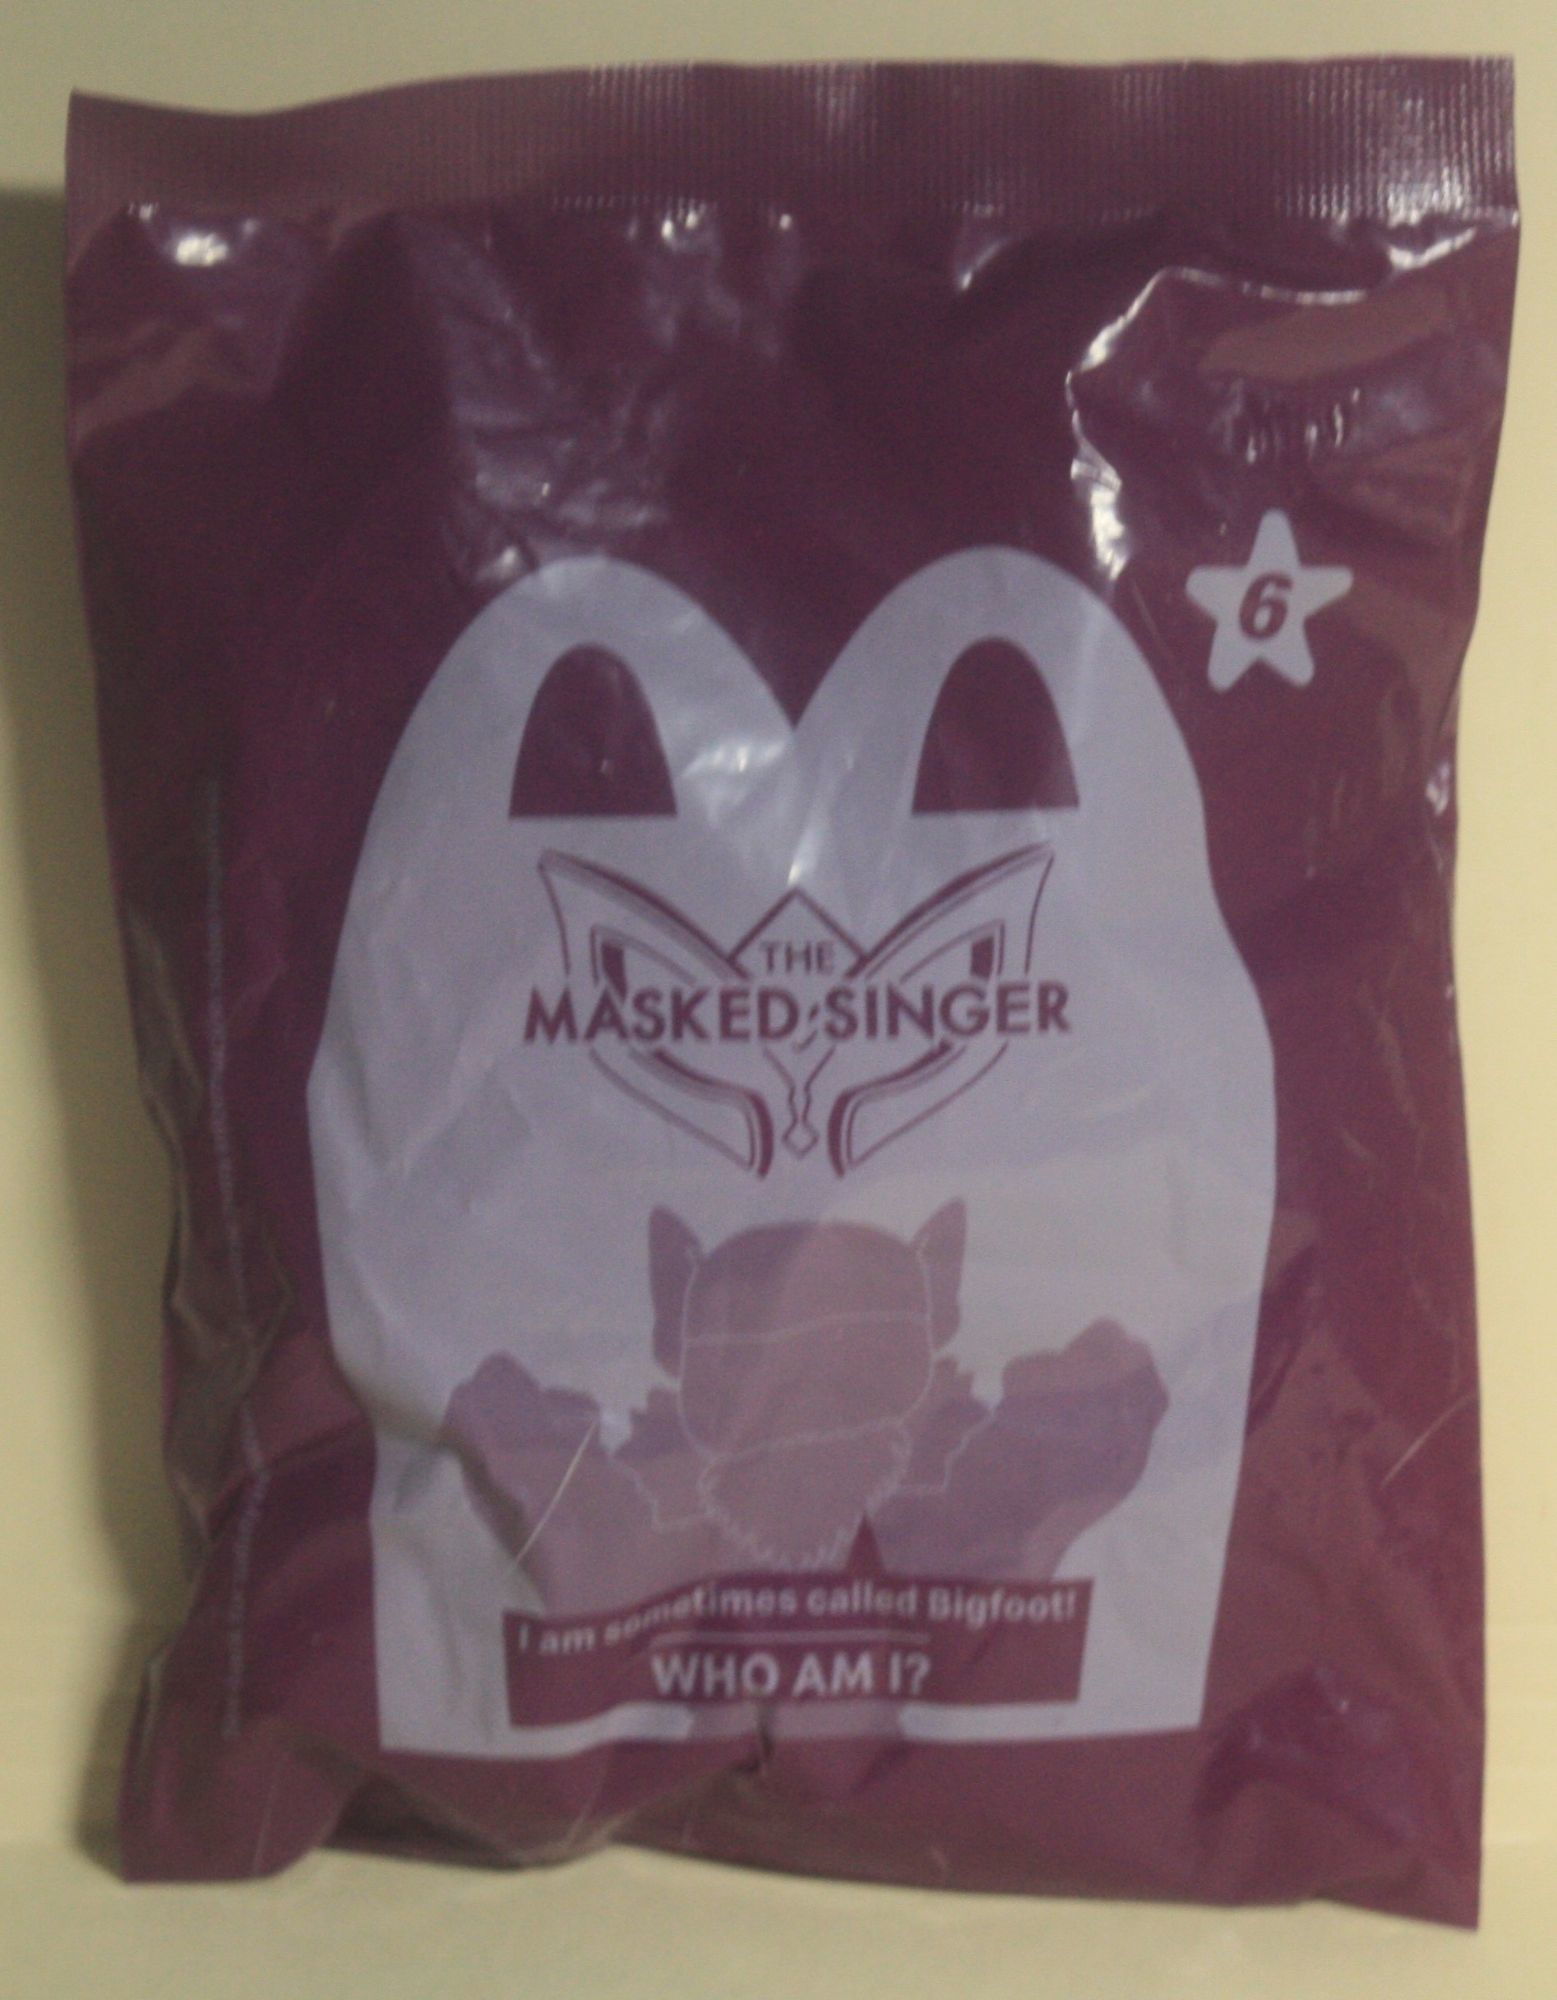 6
THE
MASKED SINGER
I am sometimes called Bigfoot!
WHO AM I?